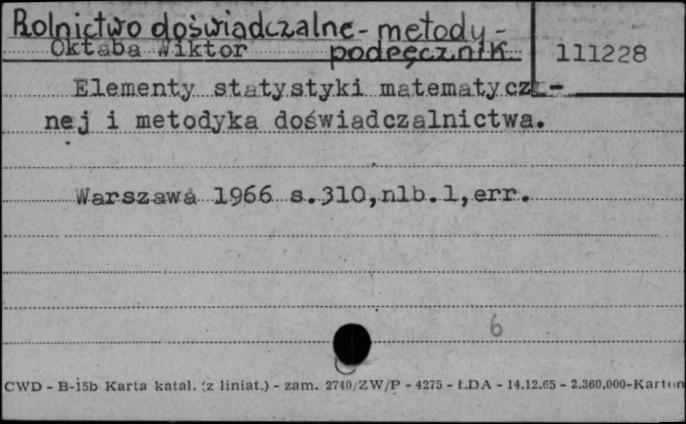 Rolnictwo doświadczalne - metody -
Oktaba Wiktor podręcznik 111228
Elementy statystyki matematycz-
nej i metodyka doświadczalnictwa.
Warszawa 1966 s.310,nlb.1,err.
6
CWD - B-15b Karta katal. (z liniat.) - zam. 2740/ZW/P - 4275 - ŁDA - 14.12.65 - 2.360.000-Karton